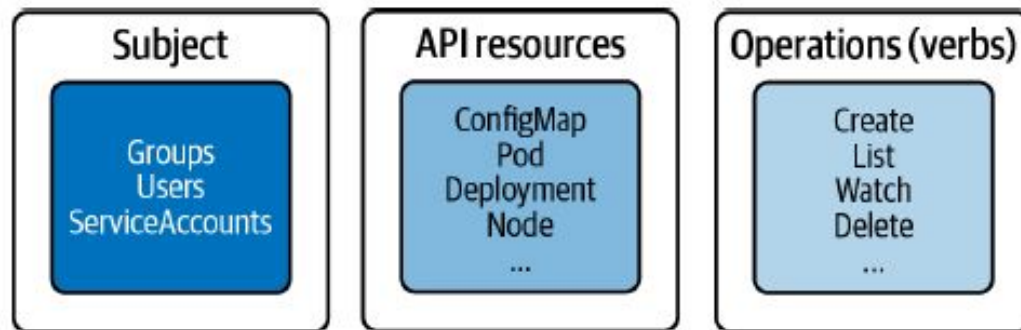 Subject
Groups
Users
ServiceAccounts
API resources
ConfigMap
Pod
Deployment
Node
...
Operations (verbs)
Create
List
Watch
Delete
...